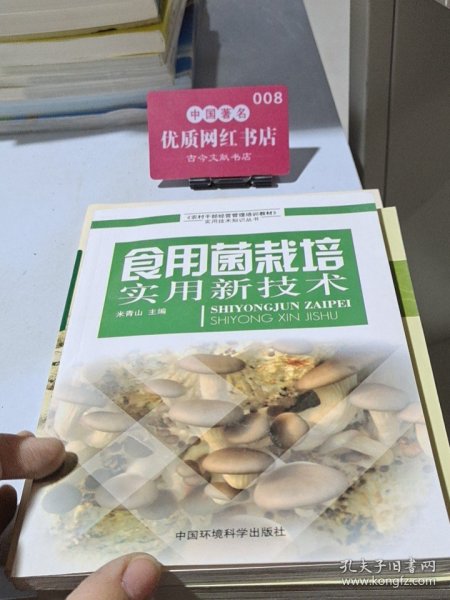 008
中国著名
优质网红书店
古今文献书店
《农村干部经营管理培训教材》
实用技术知识丛书
食用菌栽培
实用新技术
米青山 主编
SHIYONGJUN ZAIPEI
SHIYONG XIN JISHU
中国环境科学出版社
孔夫子旧书网
www.kongfz.com